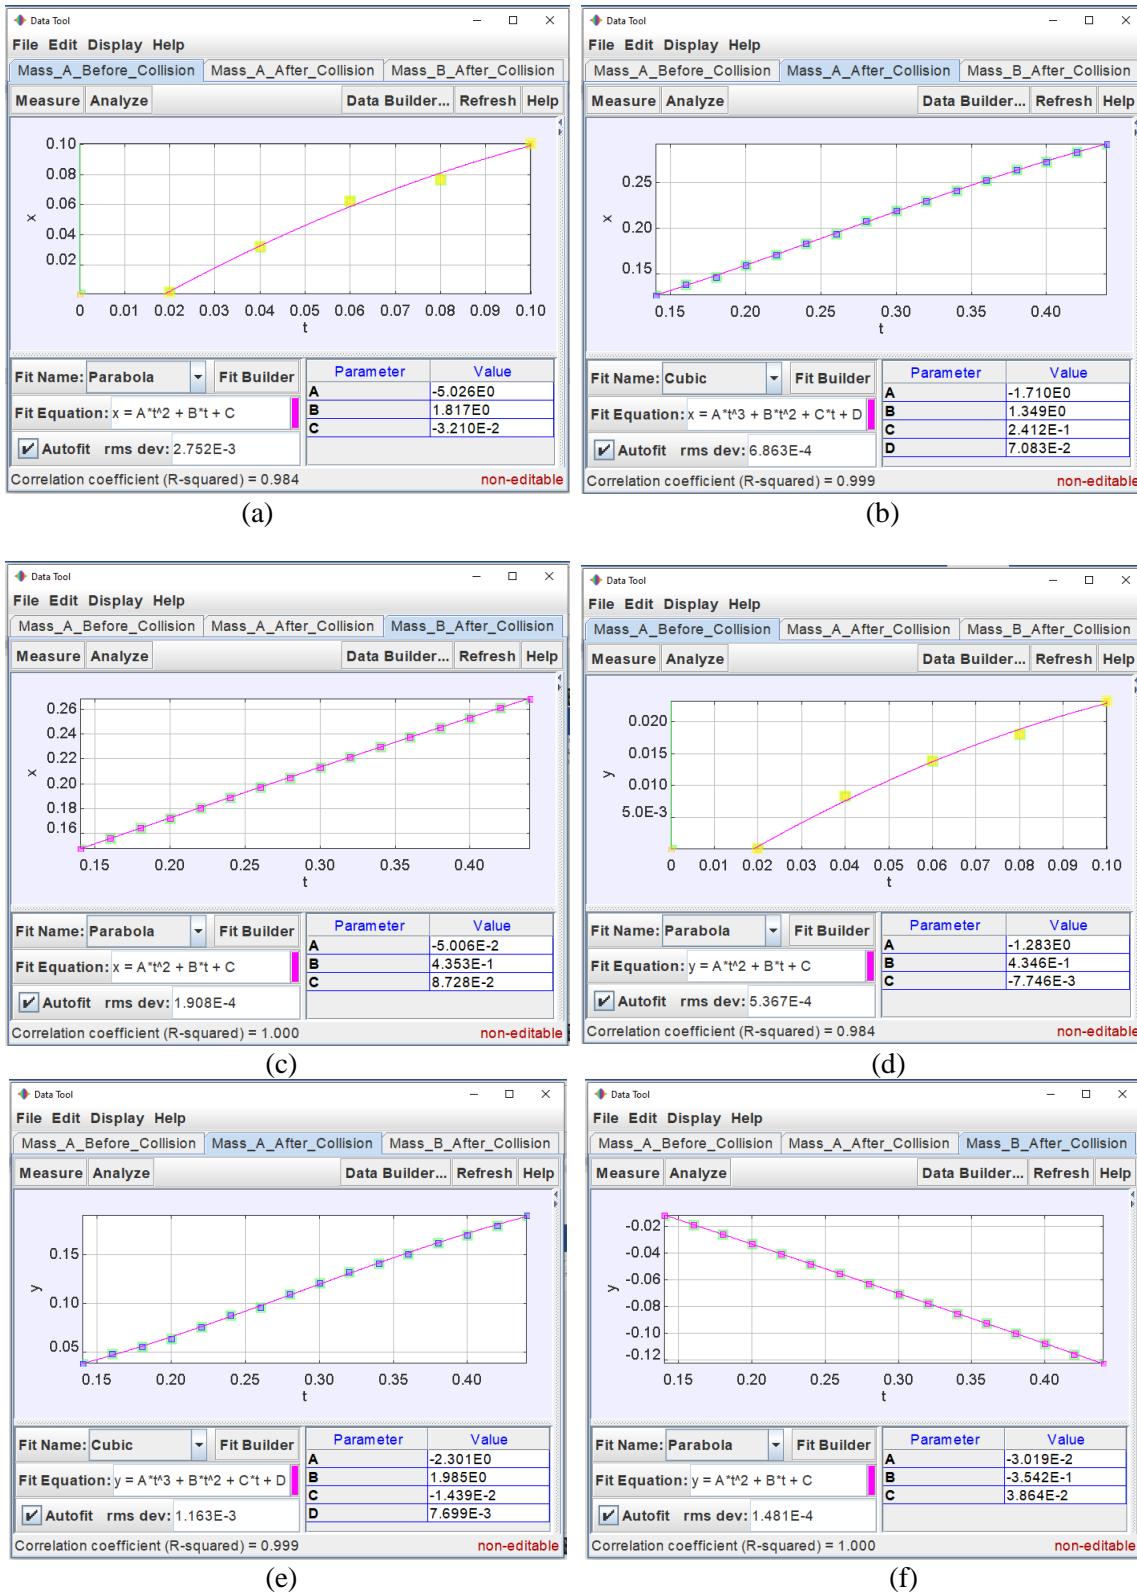 Data Tool
File Edit Display Help
Mass_A_Before_Collision Mass_A_After_Collision Mass_B_After_Collision
Measure Analyze Data Builder... Refresh Help
0.10
0.08
0.06
0.04
0.02
x
0 0.01 0.02 0.03 0.04 0.05 0.06 0.07 0.08 0.09 0.10
t
Fit Name: Parabola Fit Builder
Fit Equation: x = A*t^2 + B*t + C
Autofit rms dev: 2.752E-3
Parameter Value
A -5.026E0
B 1.817E0
C -3.210E-2
Correlation coefficient (R-squared) = 0.984 non-editable
(a)
Data Tool
File Edit Display Help
Mass_A_Before_Collision Mass_A_After_Collision Mass_B_After_Collision
Measure Analyze Data Builder... Refresh Help
0.25
0.20
0.15
x
0.15 0.20 0.25 0.30 0.35 0.40
t
Fit Name: Cubic Fit Builder
Fit Equation: x = A*t^3 + B*t^2 + C*t + D
Autofit rms dev: 6.863E-4
Parameter Value
A -1.710E0
B 1.349E0
C 2.412E-1
D 7.083E-2
Correlation coefficient (R-squared) = 0.999 non-editable
(b)
Data Tool
File Edit Display Help
Mass_A_Before_Collision Mass_A_After_Collision Mass_B_After_Collision
Measure Analyze Data Builder... Refresh Help
0.26
0.24
0.22
0.20
0.18
0.16
x
0.15 0.20 0.25 0.30 0.35 0.40
t
Fit Name: Parabola Fit Builder
Fit Equation: x = A*t^2 + B*t + C
Autofit rms dev: 1.908E-4
Parameter Value
A -5.006E-2
B 4.353E-1
C 8.728E-2
Correlation coefficient (R-squared) = 1.000 non-editable
(c)
Data Tool
File Edit Display Help
Mass_A_Before_Collision Mass_A_After_Collision Mass_B_After_Collision
Measure Analyze Data Builder... Refresh Help
0.020
0.015
0.010
5.0E-3
y
0 0.01 0.02 0.03 0.04 0.05 0.06 0.07 0.08 0.09 0.10
t
Fit Name: Parabola Fit Builder
Fit Equation: y = A*t^2 + B*t + C
Autofit rms dev: 5.367E-4
Parameter Value
A -1.283E0
B 4.346E-1
C -7.746E-3
Correlation coefficient (R-squared) = 0.984 non-editable
(d)
Data Tool
File Edit Display Help
Mass_A_Before_Collision Mass_A_After_Collision Mass_B_After_Collision
Measure Analyze Data Builder... Refresh Help
0.15
0.10
0.05
y
0.15 0.20 0.25 0.30 0.35 0.40
t
Fit Name: Cubic Fit Builder
Fit Equation: y = A*t^3 + B*t^2 + C*t + D
Autofit rms dev: 1.163E-3
Parameter Value
A -2.301E0
B 1.985E0
C -1.439E-2
D 7.699E-3
Correlation coefficient (R-squared) = 0.999 non-editable
(e)
Data Tool
File Edit Display Help
Mass_A_Before_Collision Mass_A_After_Collision Mass_B_After_Collision
Measure Analyze Data Builder... Refresh Help
-0.02
-0.04
-0.06
-0.08
-0.10
-0.12
y
0.15 0.20 0.25 0.30 0.35 0.40
t
Fit Name: Parabola Fit Builder
Fit Equation: y = A*t^2 + B*t + C
Autofit rms dev: 1.481E-4
Parameter Value
A -3.019E-2
B -3.542E-1
C 3.864E-2
Correlation coefficient (R-squared) = 1.000 non-editable
(f)